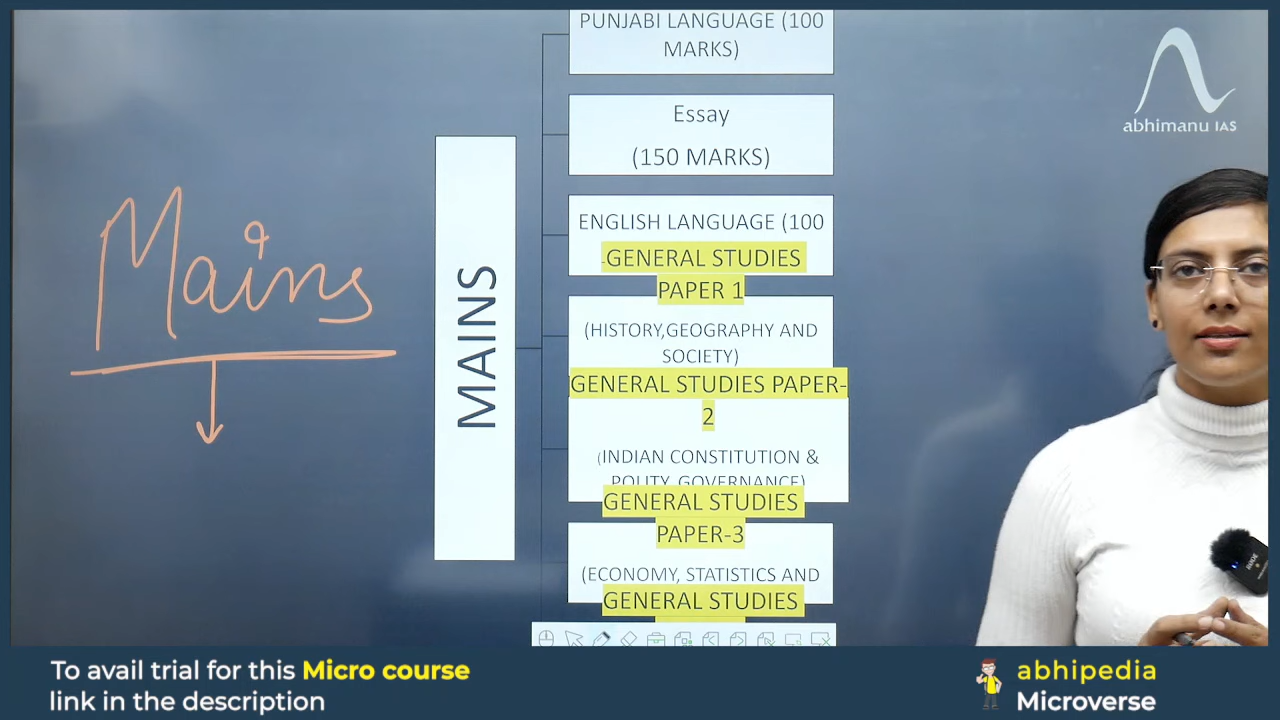 Mains
MAINS
PUNJABI LANGUAGE (100
MARKS)
Essay
(150 MARKS)
ENGLISH LANGUAGE (100
GENERAL STUDIES
PAPER 1
(HISTORY,GEOGRAPHY AND
SOCIETY)
GENERAL STUDIES PAPER-
2
(INDIAN CONSTITUTION &
POLITY, GOVERNANCE)
GENERAL STUDIES
PAPER-3
(ECONOMY, STATISTICS AND
GENERAL STUDIES
abhimanu IAS
To avail trial for this Micro course
link in the description
abhipedia
Microverse